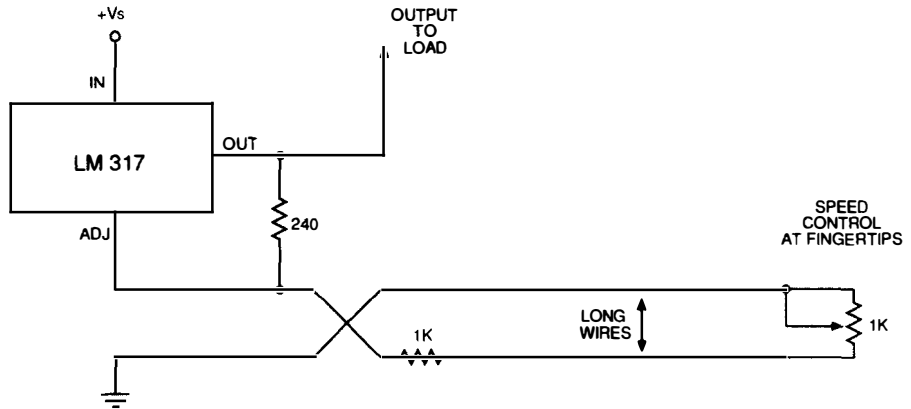 +Vs
OUTPUT
TO
LOAD
IN
LM 317
OUT
240
ADJ
SPEED
CONTROL
AT FINGERTIPS
1K
LONG
WIRES
1K